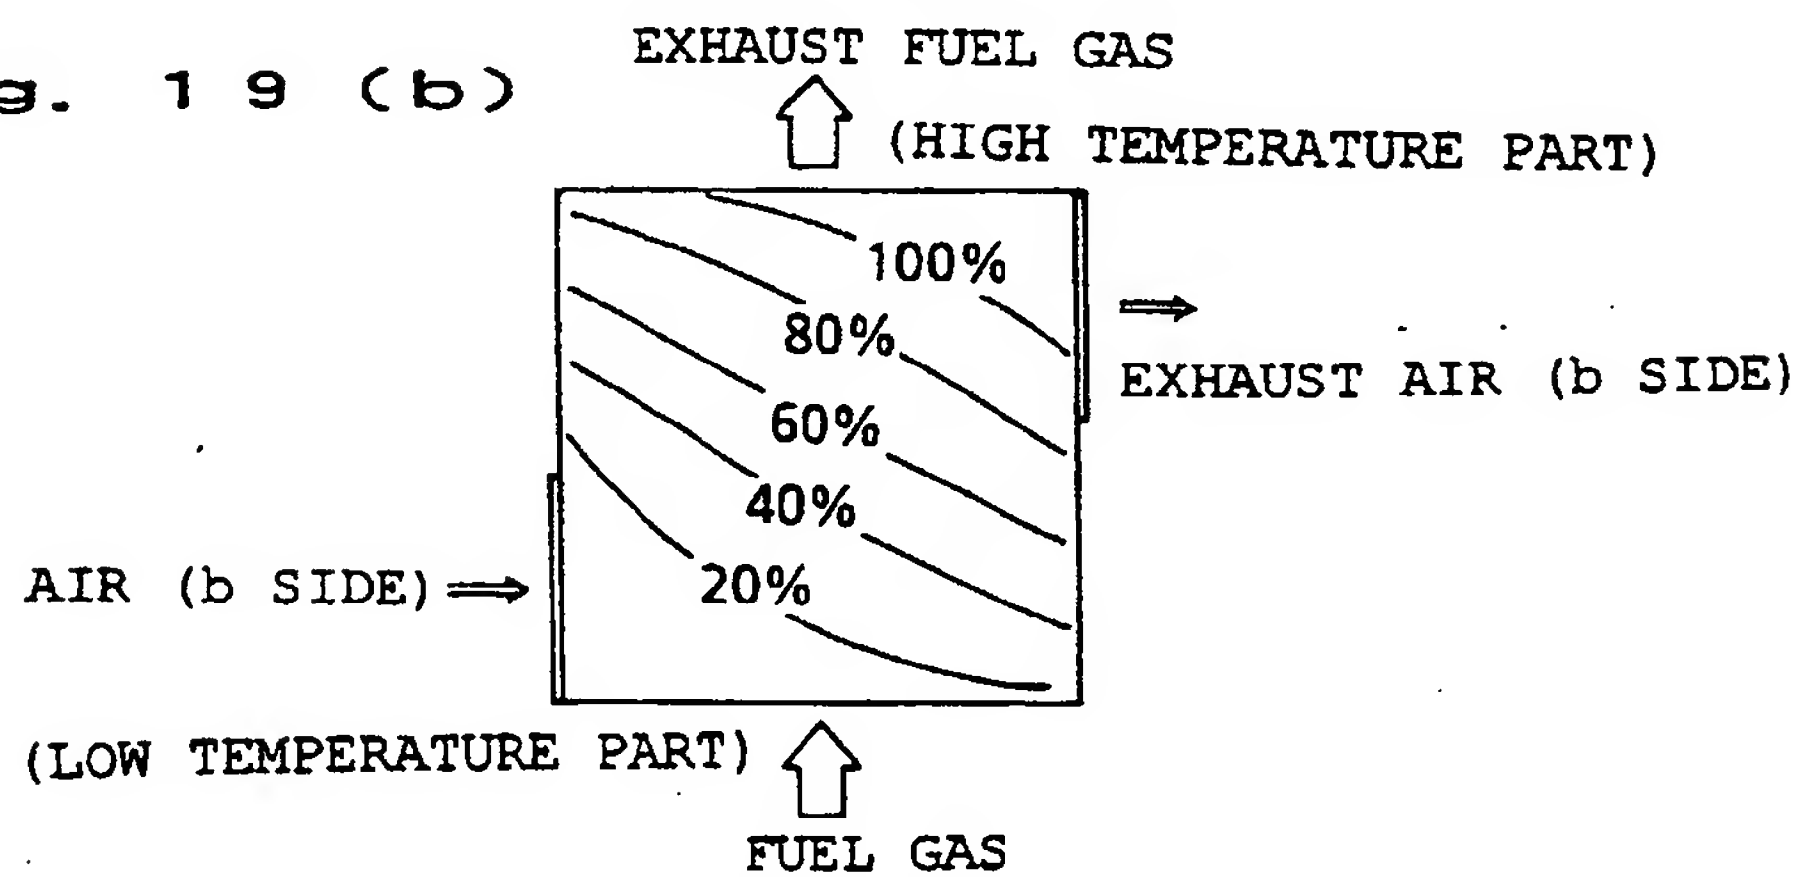 EXHAUST FUEL GAS
g. 19 (b)
(HIGH TEMPERATURE PART)
100%
80%
EXHAUST AIR (b SIDE)
60%
40%
AIR (b SIDE)
20%
(LOW TEMPERATURE PART)
FUEL GAS